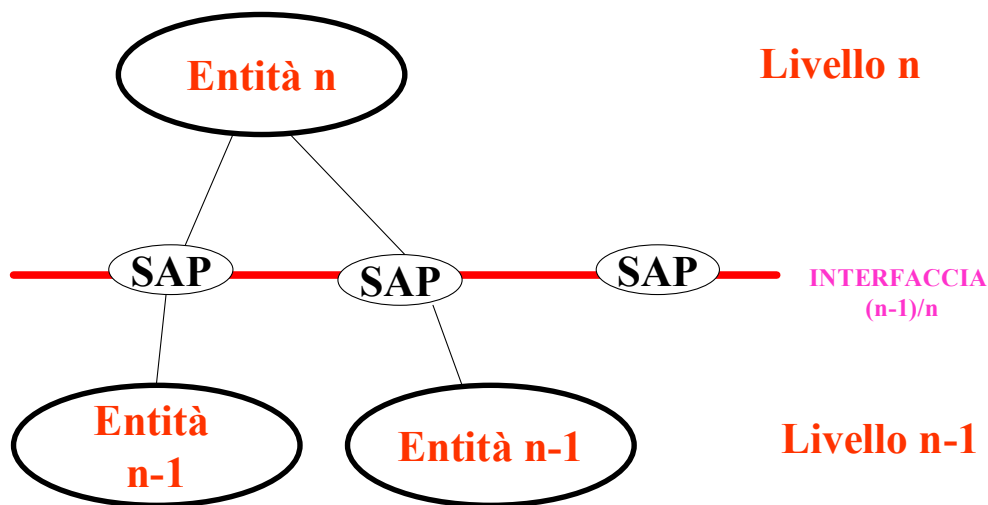 Entità n
Livello n
SAP
SAP
SAP
INTERFACCIA
(n-1)/n
Entità
n-1
Entità n-1
Livello n-1